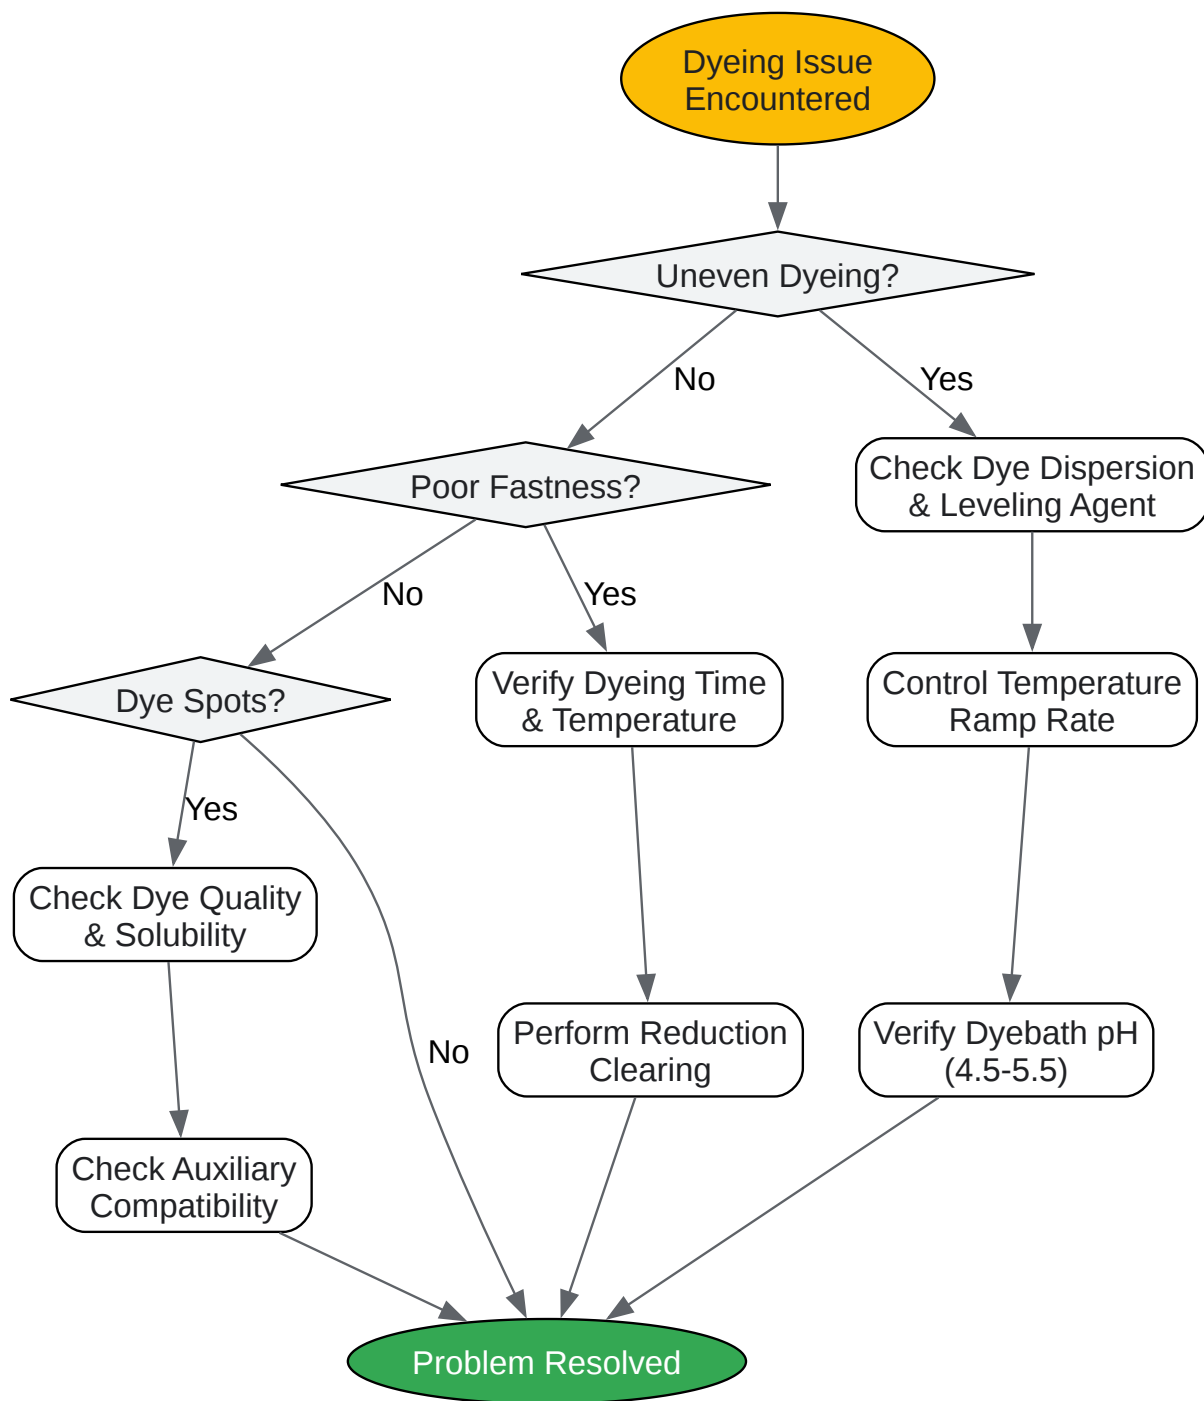 Dyeing Issue
Encountered
Uneven Dyeing?
No
Yes
Poor Fastness?
Check Dye Dispersion
& Leveling Agent
No
Yes
Dye Spots?
Verify Dyeing Time
& Temperature
Control Temperature
Ramp Rate
Yes
Check Dye Quality
& Solubility
No
Perform Reduction
Clearing
Verify Dyebath pH
(4.5-5.5)
Check Auxiliary
Compatibility
Problem Resolved